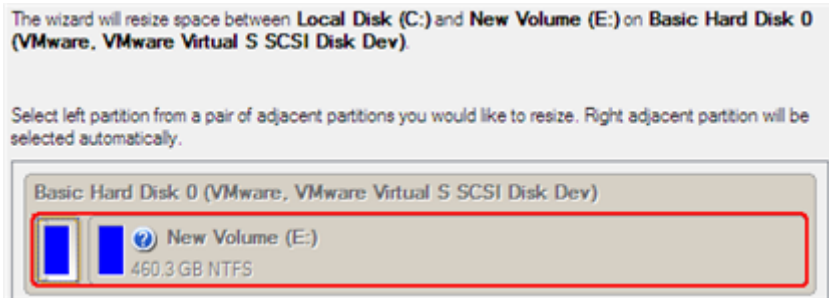 The wizard will resize space between Local Disk (C:) and New Volume (E:) on Basic Hard Disk 0
(VMware, VMware Virtual S SCSI Disk Dev).
Select left partition from a pair of adjacent partitions you would like to resize. Right adjacent partition will be
selected automatically.
Basic Hard Disk 0 (VMware, VMware Virtual S SCSI Disk Dev)
New Volume (E:)
460.3 GB NTFS